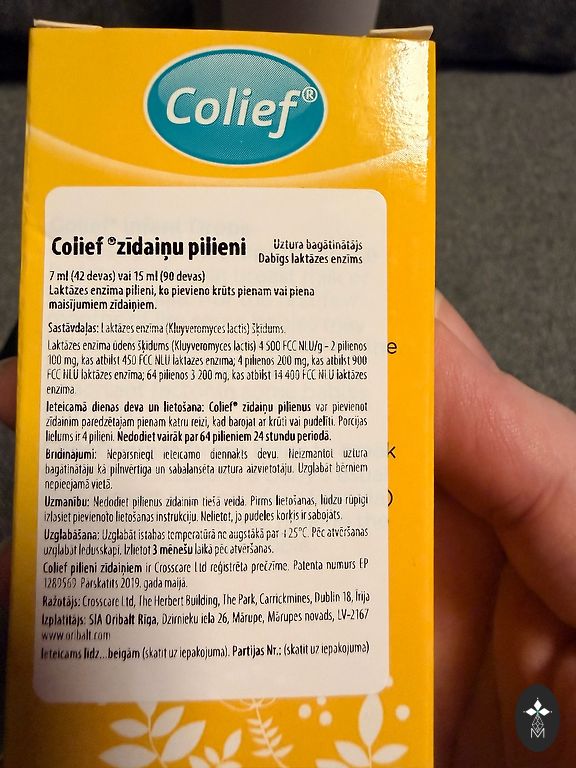 Colief®
Colief ®zīdaiņu pilieni
Uztura bagātinātājs
Dabīgs laktāzes enzīms
7 ml (42 devas) vai 15 ml (90 devas)
Laktāzes enzīma pilieni, ko pievieno krūts pienam vai piena
maisījumiem zīdaiņiem.
Sastāvdaļas: Laktāzes enzīma (Kluyveromyces lactis) šķīdums.
Laktāzes enzīma ūdens šķīdums (Kluyveromyces lactis) 4 500 FCC NLU/g – 2 pilienos
100 mg, kas atbilst 450 FCC NLU laktāzes enzīma; 4 pilienos 200 mg, kas atbilst 900
FCC NLU laktāzes enzīma; 64 pilienos 3 200 mg, kas atbilst 14 400 FCC NLU laktāzes
enzīma.
Ieteicamā dienas deva un lietošana: Colief® zīdaiņu pilienus var pievienot
zīdainim paredzētajam pienam katru reizi, kad barojat ar krūti vai pudelīti. Porcijas
lielums ir 4 pilieni. Nedodiet vairāk par 64 pilieniem 24 stundu periodā.
Brīdinājumi: Nepārsniegt ieteicamo diennakts devu. Neizmantot uztura
bagātinātāju kā pilnvērtīga un sabalansēta uztura aizvietotāju. Uzglabāt bērniem
nepieejamā vietā.
Uzmanību: Nedodiet pilienus zīdainim tiešā veidā. Pirms lietošanas, lūdzu rūpīgi
izlasiet pievienoto lietošanas instrukciju. Nelietot, ja pudeles korķis ir sabojāts.
Uzglabāšana: Uzglabāt istabas temperatūrā ne augstākā par +25°C. Pēc atvēršanas
uzglabāt ledusskapī. Izlietot 3 mēnešu laikā pēc atvēršanas.
Colief pilieni zīdaiņiem ir Crosscare Ltd reģistrēta prečzīme. Patenta numurs EP
1289569. Pārskatīts 2019. gada maijā.
Ražotājs: Crosscare Ltd, The Herbert Building, The Park, Carrickmines, Dublin 18, Īrija
Izplatītājs: SIA Oribalt Rīga, Dzirnieku iela 26, Mārupe, Mārupes novads, LV-2167
www.oribalt.com
Ieteicams līdz...beigām (skatīt uz iepakojuma). Partijas Nr.: (skatīt uz iepakojuma)
e
k
)
M